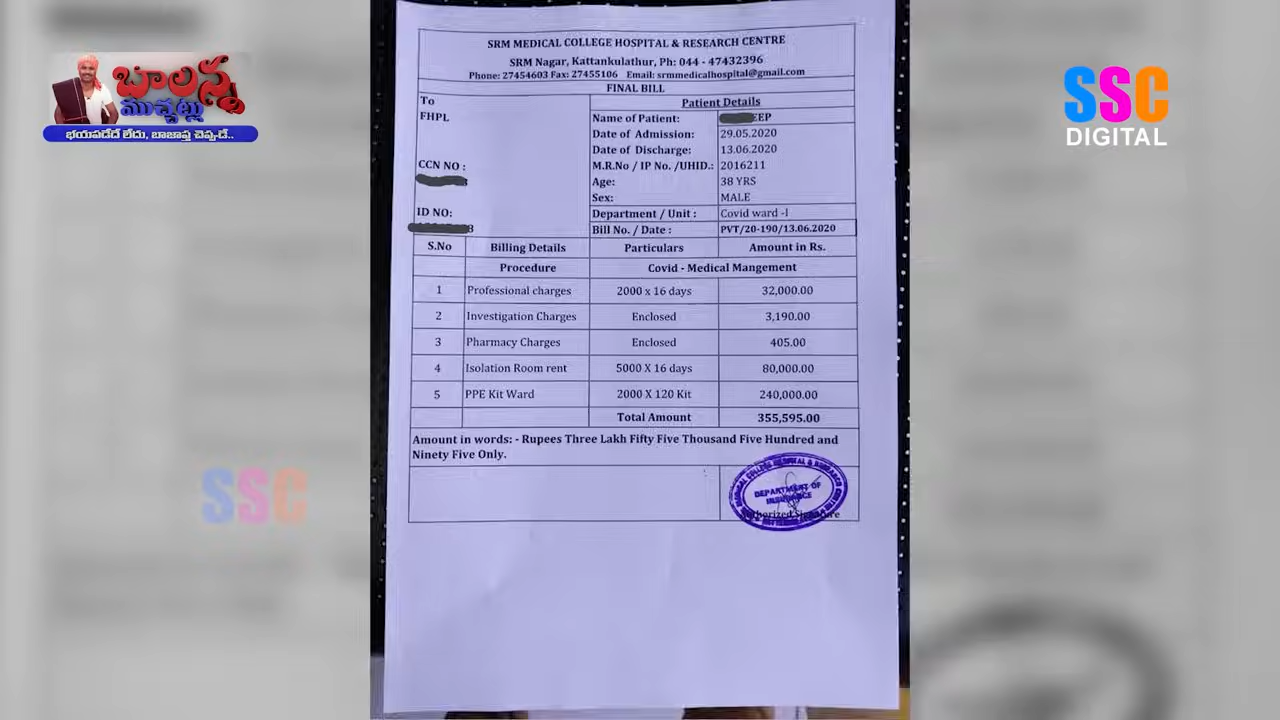 బాలన్న
ముచ్చట్లు
భయపడేదే లేదు, బాజాప్త చెప్పుడే..
SSC
DIGITAL
SRM MEDICAL COLLEGE HOSPITAL & RESEARCH CENTRE
SRM Nagar, Kattankulathur, Ph: 044 - 47432396
Phone: 27454603 Fax: 27455106 Email: srmmedicalhospital@gmail.com
FINAL BILL
To
FHPL
CCN NO :
ID NO:
Patient Details
Name of Patient: EEP
Date of Admission: 29.05.2020
Date of Discharge: 13.06.2020
M.R.No / IP No. /UHID.: 2016211
Age: 38 YRS
Sex: MALE
Department / Unit : Covid ward -I
Bill No. / Date : PVT/20-190/13.06.2020
S.No Billing Details Particulars Amount in Rs.
Procedure Covid - Medical Mangement
1 Professional charges 2000 x 16 days 32,000.00
2 Investigation Charges Enclosed 3,190.00
3 Pharmacy Charges Enclosed 405.00
4 Isolation Room rent 5000 X 16 days 80,000.00
5 PPE Kit Ward 2000 X 120 Kit 240,000.00
Total Amount 355,595.00
Amount in words: - Rupees Three Lakh Fifty Five Thousand Five Hundred and
Ninety Five Only.
DEPARTMENT OF
INSURANCE
Authorized Signature
SSC